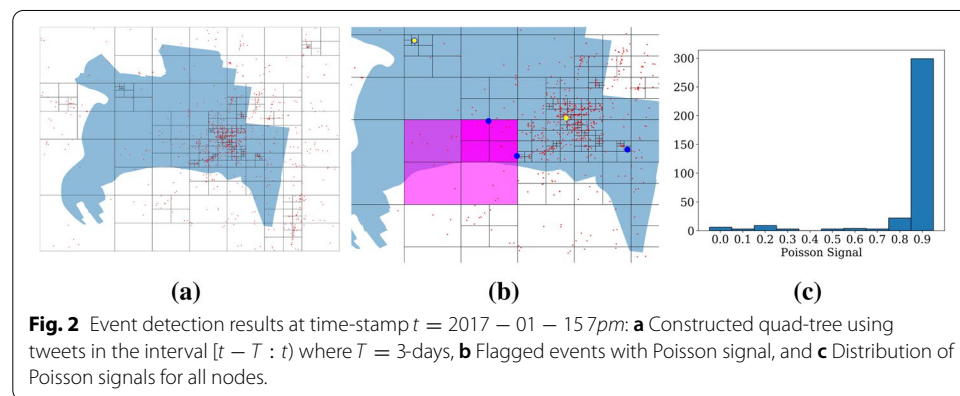 300
250
200
150
100
50
0
0.0 0.1 0.2 0.3 0.4 0.5 0.6 0.7 0.8 0.9
Poisson Signal
(a) (b) (c)
Fig. 2 Event detection results at time-stamp t = 2017 − 01 − 15 7pm: a Constructed quad-tree using
tweets in the interval [t − T : t) where T = 3-days, b Flagged events with Poisson signal, and c Distribution of
Poisson signals for all nodes.